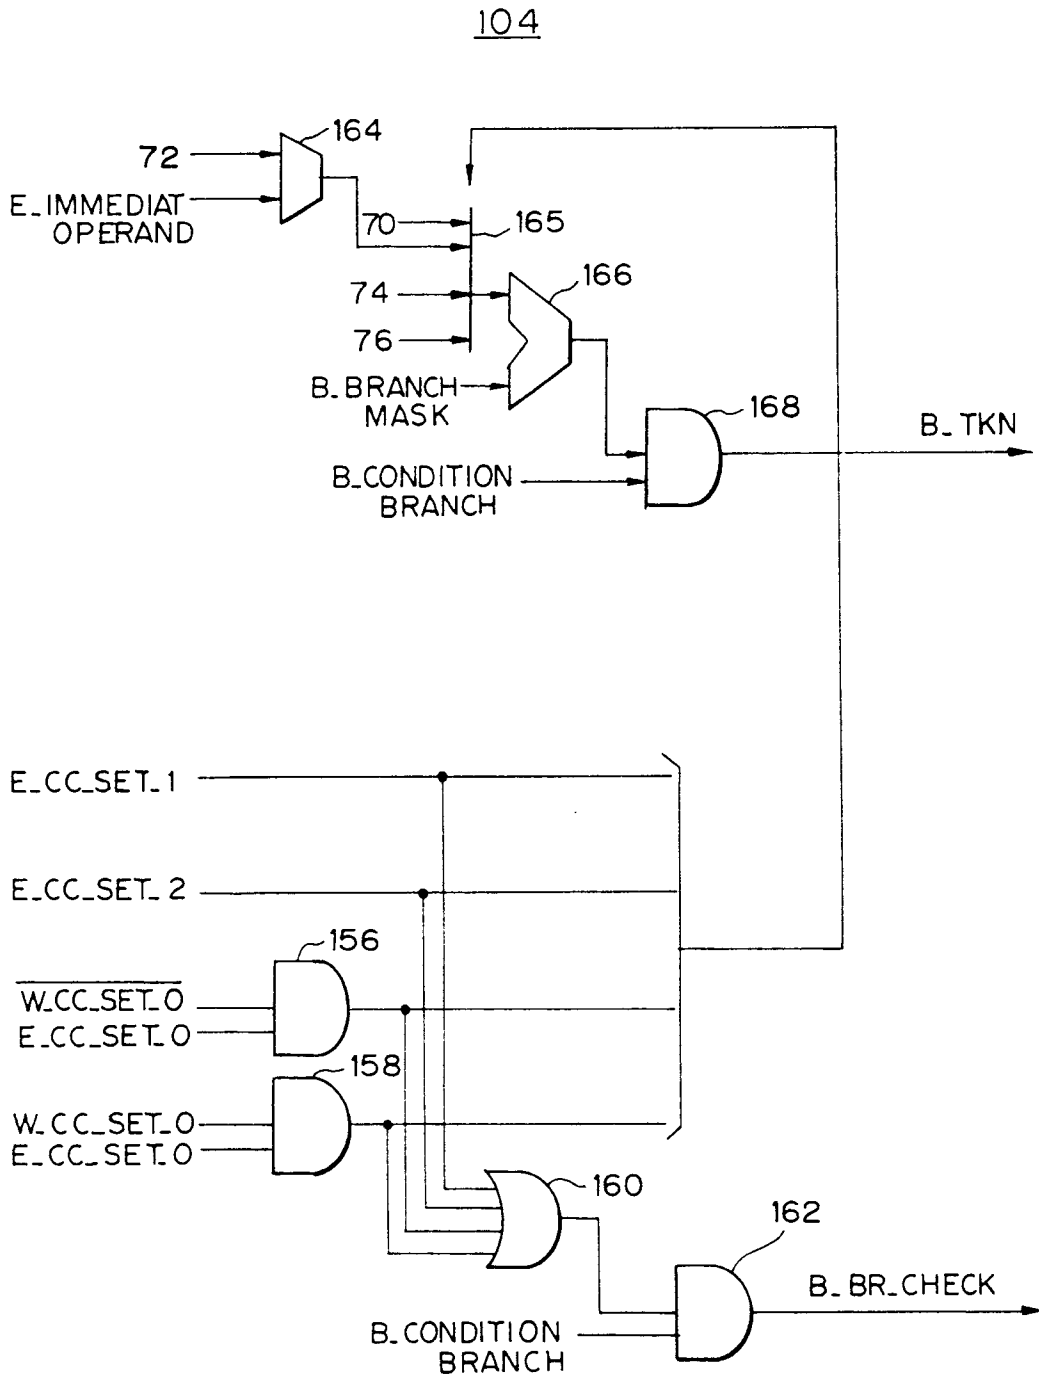 104
164
72
E_IMMEDIAT
OPERAND
70
165
74
166
76
B_BRANCH
MASK
168
B_TKN
B_CONDITION
BRANCH
E_CC_SET_1
E_CC_SET_2
156
W_CC_SET_0
E_CC_SET_0
158
W_CC_SET_0
E_CC_SET_0
160
162
B_BR_CHECK
B_CONDITION
BRANCH